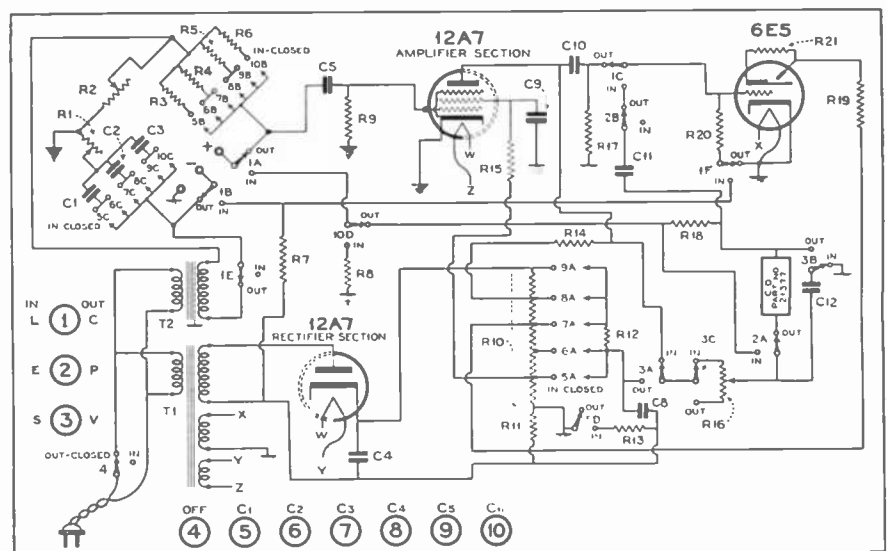 12A7
AMPLIFIER SECTION
6E5
R5
R6
IN-CLOSED
10B
9B
8B
7B
6B
5B
R4
R3
R2
R1
C2
C3
C1
10C
9C
8C
7C
6C
5C
IN CLOSED
+
OUT
1A
IN
-
1B
OUT
IN
C5
R9
W
Z
R15
C9
C10
OUT
1C
IN
OUT
2B
IN
R17
C11
R20
R21
R19
X
1F
OUT
IN
1E
IN
OUT
R7
10D
OUT
IN
R8
R18
R14
9A
8A
7A
6A
5A
IN CLOSED
R10
R11
R12
OUT
IN
R13
C8
3A
IN
OUT
3C
IN
OUT
R16
2A
OUT
IN
C.D.
PART NO.
OUT
3B
IN
C12
T2
T1
12A7
RECTIFIER SECTION
W
Y
C4
X
Y
Z
IN OUT
L 1 C
E 2 P
S 3 V
OUT-CLOSED
4
IN
OFF C1 C2 C3 C4 C5
4 5 6 7 8 9 10